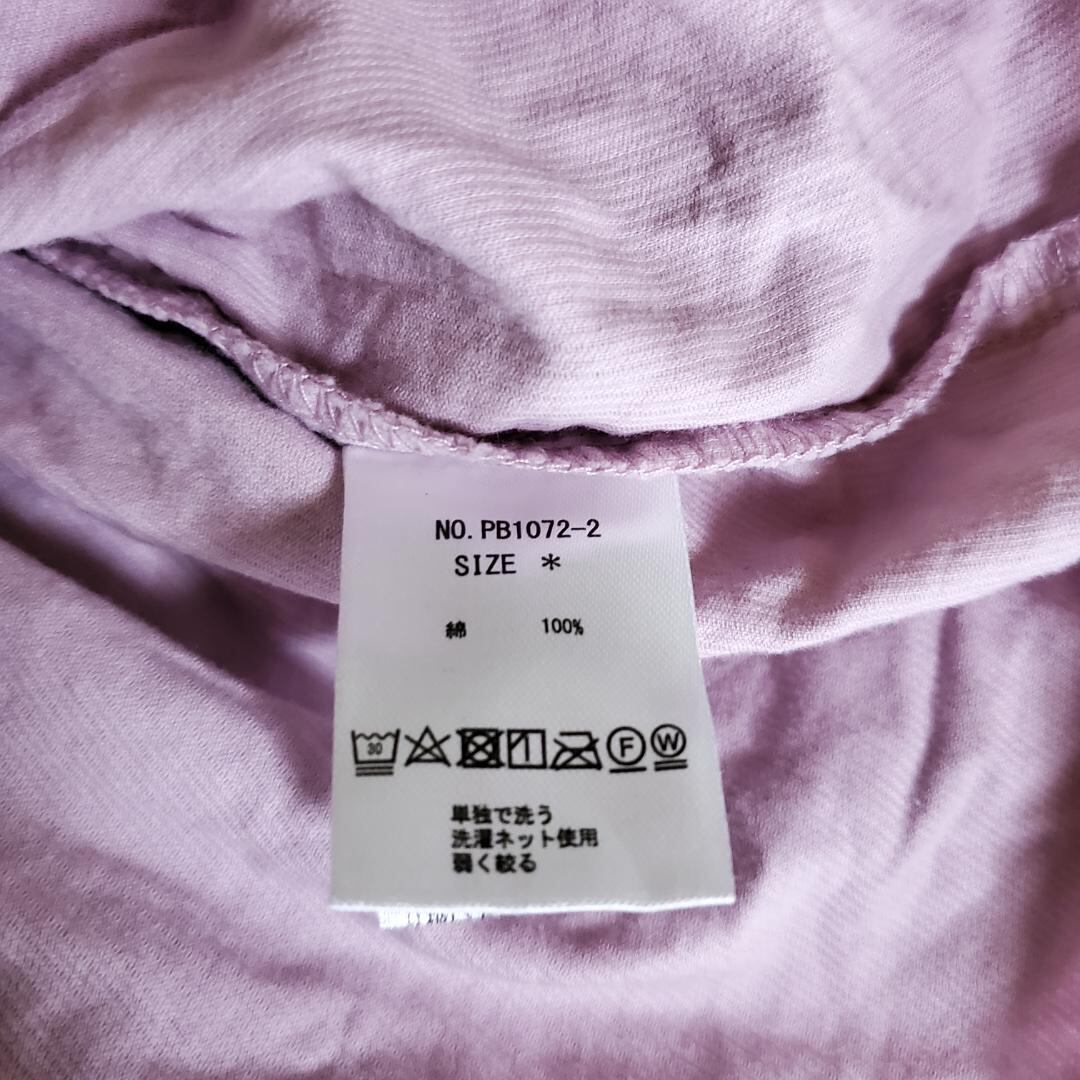 NO. PB1072-2
SIZE *
綿 100%
30 F W
単独で洗う
洗濯ネット使用
弱く絞る